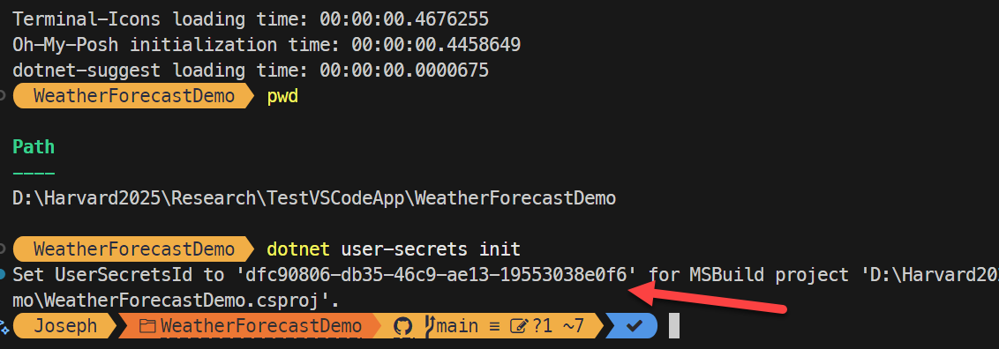 Terminal-Icons loading time: 00:00:00.4676255
Oh-My-Posh initialization time: 00:00:00.4458649
dotnet-suggest loading time: 00:00:00.0000675
WeatherForecastDemo pwd
Path
----
D:\Harvard2025\Research\TestVSCodeApp\WeatherForecastDemo
WeatherForecastDemo dotnet user-secrets init
Set UserSecretsId to 'dfc90806-db35-46c9-ae13-19553038e0f6' for MSBuild project 'D:\Harvard202
mo\WeatherForecastDemo.csproj'.
Joseph WeatherForecastDemo main ≡ ?1 ~7